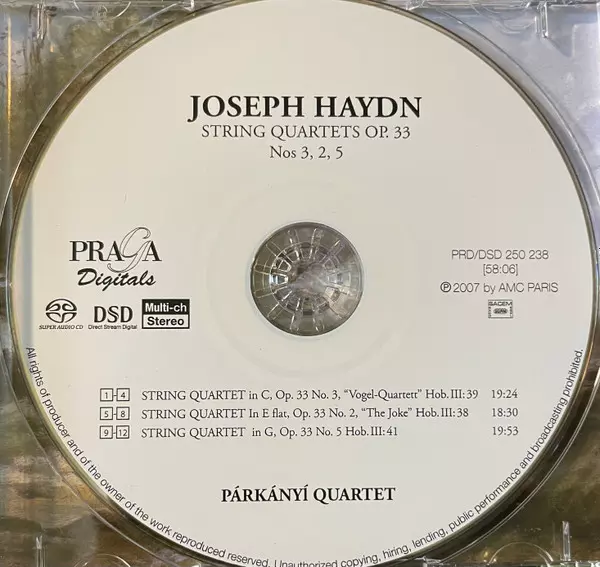 JOSEPH HAYDN
STRING QUARTETS OP. 33
Nos 3, 2, 5
PRAGA
Digitals
SUPER AUDIO CD
DSD
Direct Stream Digital
Multi-ch
Stereo
PRD/DSD 250 238
[58:06]
℗ 2007 by AMC PARIS
SACEM
1-4 STRING QUARTET in C, Op. 33 No. 3, “Vogel-Quartett” Hob. III:39 19:24
5-8 STRING QUARTET In E flat, Op. 33 No. 2, “The Joke” Hob. III:38 18:30
9-12 STRING QUARTET in G, Op. 33 No. 5 Hob. III:41 19:53
PÁRKÁNYÍ QUARTET
All rights of producer and of the owner of the work reproduced reserved. Unauthorized copying, hiring, lending, public performance and broadcasting prohibited.